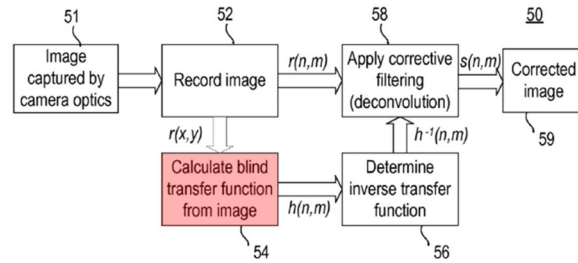 51
52
58
50
Image
captured by
camera optics
Record image
r(n,m)
Apply corrective
filtering
(deconvolution)
s(n,m)
Corrected
image
r(x,y)
h⁻¹(n,m)
59
Calculate blind
transfer function
from image
h(n,m)
Determine
inverse transfer
function
54
56